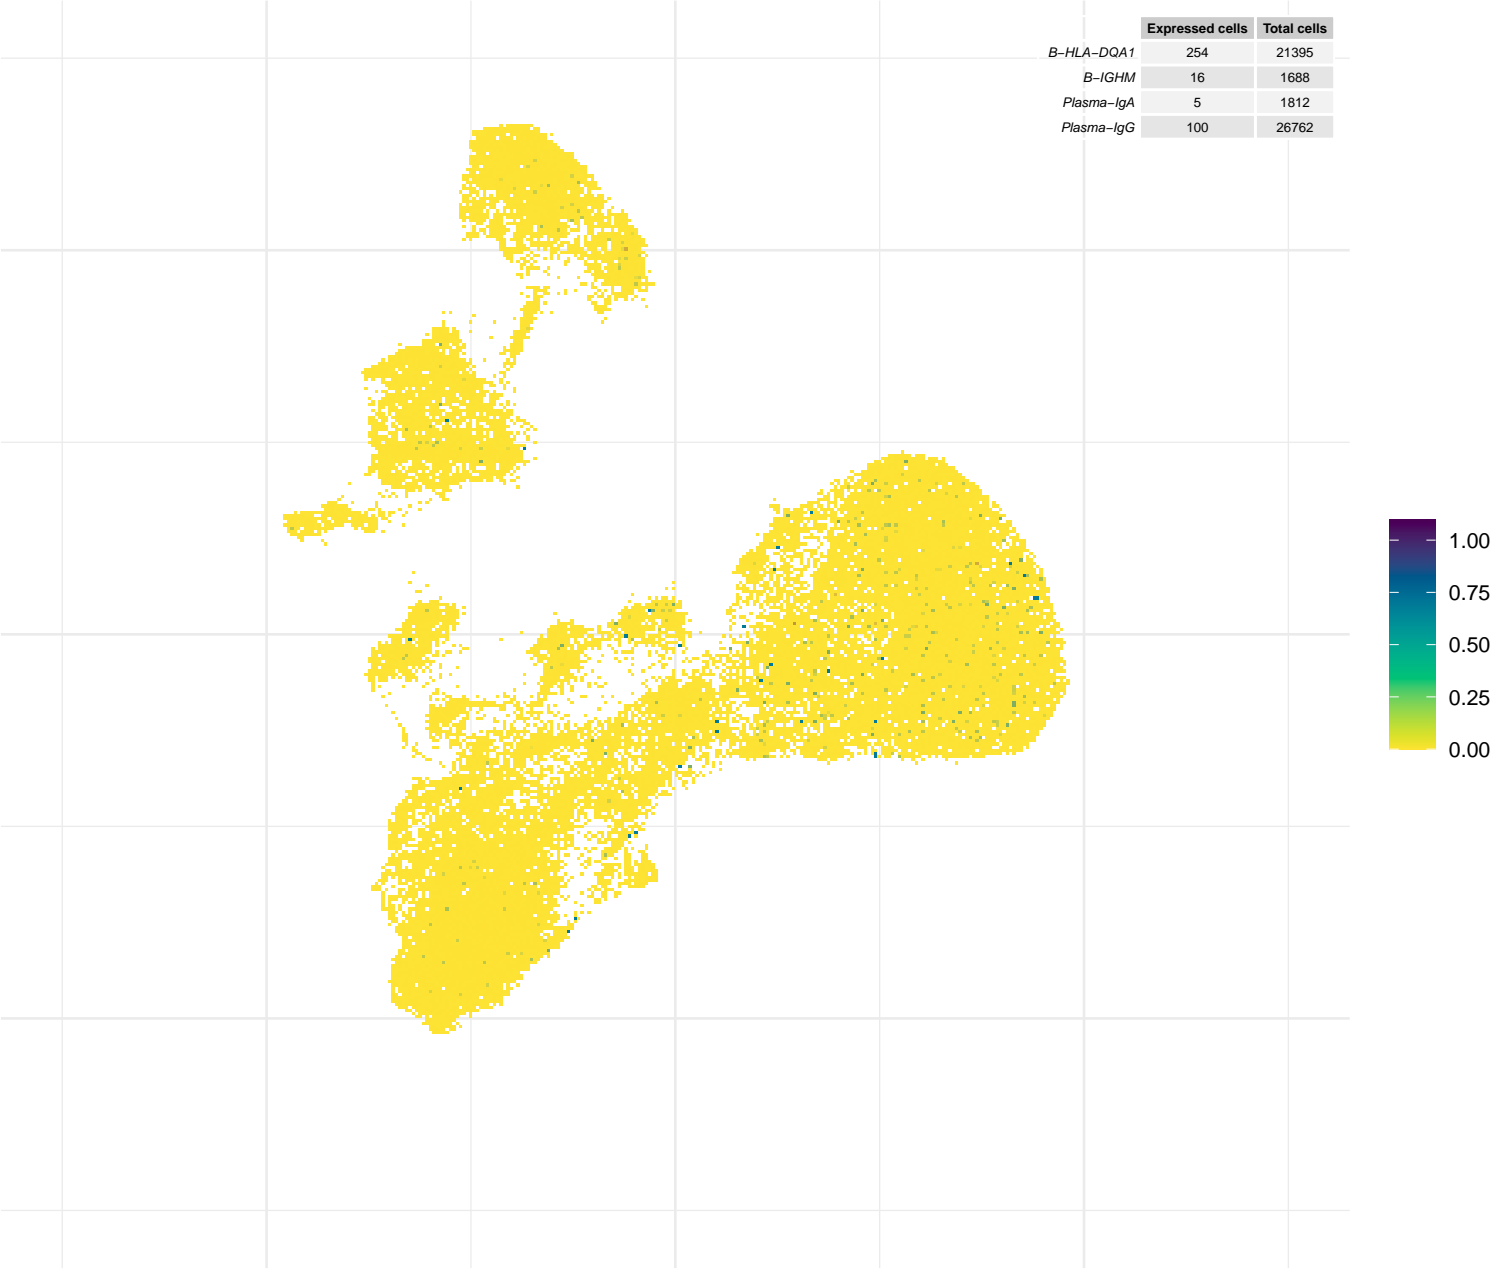 Expressed cells Total cells
B−HLA−DQA1 254 21395
B−IGHM 16 1688
Plasma−IgA 5 1812
Plasma−IgG 100 26762
1.00
0.75
0.50
0.25
0.00